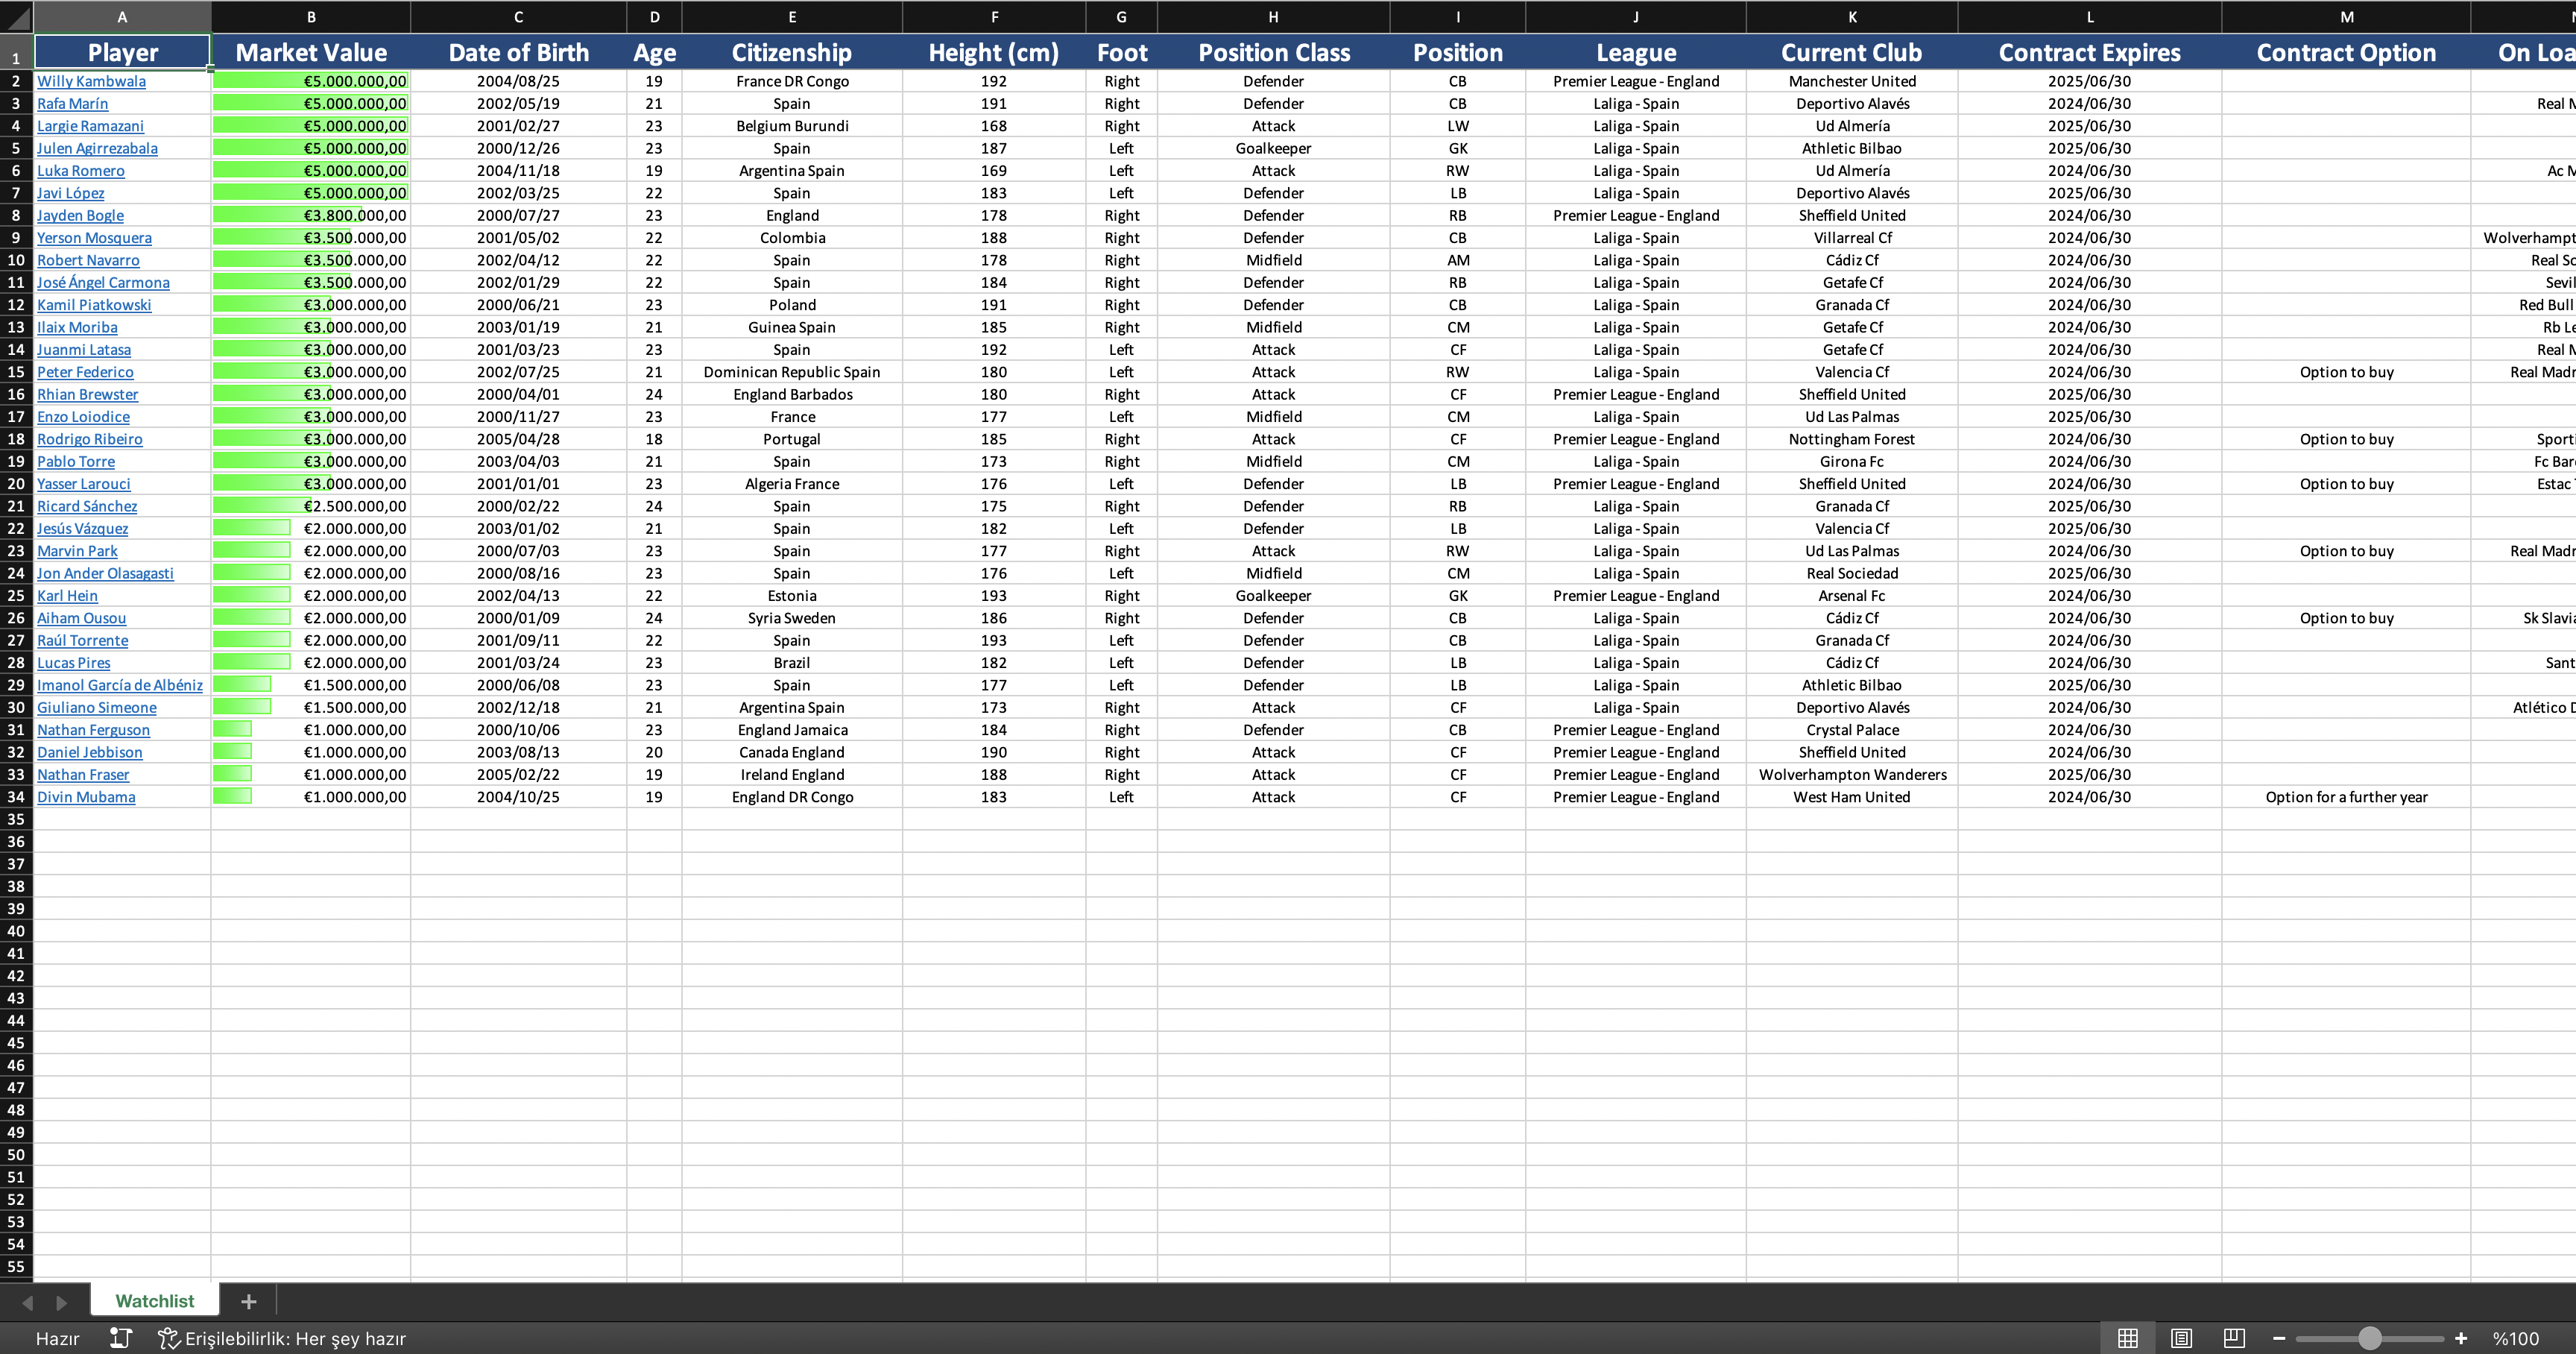 A B C D E F G H I J K L M
1 Player Market Value Date of Birth Age Citizenship Height (cm) Foot Position Class Position League Current Club Contract Expires Contract Option On Loa
2 Willy Kambwala €5.000.000,00 2004/08/25 19 France DR Congo 192 Right Defender CB Premier League - England Manchester United 2025/06/30
3 Rafa Marín €5.000.000,00 2002/05/19 21 Spain 191 Right Defender CB Laliga - Spain Deportivo Alavés 2024/06/30 Real M
4 Largie Ramazani €5.000.000,00 2001/02/27 23 Belgium Burundi 168 Right Attack LW Laliga - Spain Ud Almería 2025/06/30
5 Julen Agirrezabala €5.000.000,00 2000/12/26 23 Spain 187 Left Goalkeeper GK Laliga - Spain Athletic Bilbao 2025/06/30
6 Luka Romero €5.000.000,00 2004/11/18 19 Argentina Spain 169 Left Attack RW Laliga - Spain Ud Almería 2024/06/30 Ac M
7 Javi López €5.000.000,00 2002/03/25 22 Spain 183 Left Defender LB Laliga - Spain Deportivo Alavés 2025/06/30
8 Jayden Bogle €3.800.000,00 2000/07/27 23 England 178 Right Defender RB Premier League - England Sheffield United 2024/06/30
9 Yerson Mosquera €3.500.000,00 2001/05/02 22 Colombia 188 Right Defender CB Laliga - Spain Villarreal Cf 2024/06/30 Wolverhampt
10 Robert Navarro €3.500.000,00 2002/04/12 22 Spain 178 Right Midfield AM Laliga - Spain Cádiz Cf 2024/06/30 Real So
11 José Ángel Carmona €3.500.000,00 2002/01/29 22 Spain 184 Right Defender RB Laliga - Spain Getafe Cf 2024/06/30 Sevil
12 Kamil Piatkowski €3.000.000,00 2000/06/21 23 Poland 191 Right Defender CB Laliga - Spain Granada Cf 2024/06/30 Red Bull
13 Ilaix Moriba €3.000.000,00 2003/01/19 21 Guinea Spain 185 Right Midfield CM Laliga - Spain Getafe Cf 2024/06/30 Rb Le
14 Juanmi Latasa €3.000.000,00 2001/03/23 23 Spain 192 Left Attack CF Laliga - Spain Getafe Cf 2024/06/30 Real M
15 Peter Federico €3.000.000,00 2002/07/25 21 Dominican Republic Spain 180 Left Attack RW Laliga - Spain Valencia Cf 2024/06/30 Option to buy Real Madr
16 Rhian Brewster €3.000.000,00 2000/04/01 24 England Barbados 180 Right Attack CF Premier League - England Sheffield United 2025/06/30
17 Enzo Loiodice €3.000.000,00 2000/11/27 23 France 177 Left Midfield CM Laliga - Spain Ud Las Palmas 2025/06/30
18 Rodrigo Ribeiro €3.000.000,00 2005/04/28 18 Portugal 185 Right Attack CF Premier League - England Nottingham Forest 2024/06/30 Option to buy Sporti
19 Pablo Torre €3.000.000,00 2003/04/03 21 Spain 173 Right Midfield CM Laliga - Spain Girona Fc 2024/06/30 Fc Barc
20 Yasser Larouci €3.000.000,00 2001/01/01 23 Algeria France 176 Left Defender LB Premier League - England Sheffield United 2024/06/30 Option to buy Estac
21 Ricard Sánchez €2.500.000,00 2000/02/22 24 Spain 175 Right Defender RB Laliga - Spain Granada Cf 2025/06/30
22 Jesús Vázquez €2.000.000,00 2003/01/02 21 Spain 182 Left Defender LB Laliga - Spain Valencia Cf 2025/06/30
23 Marvin Park €2.000.000,00 2000/07/03 23 Spain 177 Right Attack RW Laliga - Spain Ud Las Palmas 2024/06/30 Option to buy Real Madr
24 Jon Ander Olasagasti €2.000.000,00 2000/08/16 23 Spain 176 Left Midfield CM Laliga - Spain Real Sociedad 2025/06/30
25 Karl Hein €2.000.000,00 2002/04/13 22 Estonia 193 Right Goalkeeper GK Premier League - England Arsenal Fc 2024/06/30
26 Aiham Ousou €2.000.000,00 2000/01/09 24 Syria Sweden 186 Right Defender CB Laliga - Spain Cádiz Cf 2024/06/30 Option to buy Sk Slavia
27 Raúl Torrente €2.000.000,00 2001/09/11 22 Spain 193 Left Defender CB Laliga - Spain Granada Cf 2024/06/30
28 Lucas Pires €2.000.000,00 2001/03/24 23 Brazil 182 Left Defender LB Laliga - Spain Cádiz Cf 2024/06/30 Sant
29 Imanol García de Albéniz €1.500.000,00 2000/06/08 23 Spain 177 Left Defender LB Laliga - Spain Athletic Bilbao 2025/06/30
30 Giuliano Simeone €1.500.000,00 2002/12/18 21 Argentina Spain 173 Right Attack CF Laliga - Spain Deportivo Alavés 2024/06/30 Atlético D
31 Nathan Ferguson €1.000.000,00 2000/10/06 23 England Jamaica 184 Right Defender CB Premier League - England Crystal Palace 2024/06/30
32 Daniel Jebbison €1.000.000,00 2003/08/13 20 Canada England 190 Right Attack CF Premier League - England Sheffield United 2024/06/30
33 Nathan Fraser €1.000.000,00 2005/02/22 19 Ireland England 188 Right Attack CF Premier League - England Wolverhampton Wanderers 2025/06/30
34 Divin Mubama €1.000.000,00 2004/10/25 19 England DR Congo 183 Left Attack CF Premier League - England West Ham United 2024/06/30 Option for a further year
35
36
37
38
39
40
41
42
43
44
45
46
47
48
49
50
51
52
53
54
55
Watchlist +
Hazır Erişilebilirlik: Her şey hazır %100